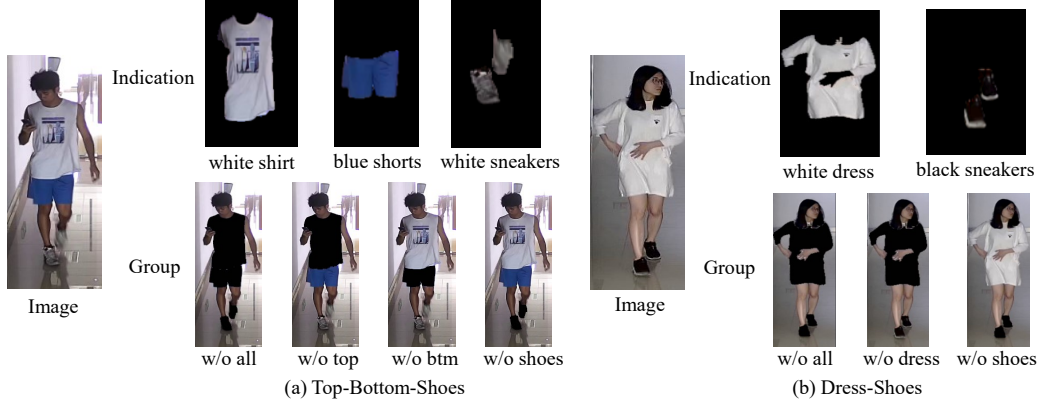 Indication
white shirt
blue shorts
white sneakers
Image
Group
w/o all
w/o top
w/o btm
w/o shoes
(a) Top-Bottom-Shoes
Indication
white dress
black sneakers
Image
Group
w/o all
w/o dress
w/o shoes
(b) Dress-Shoes